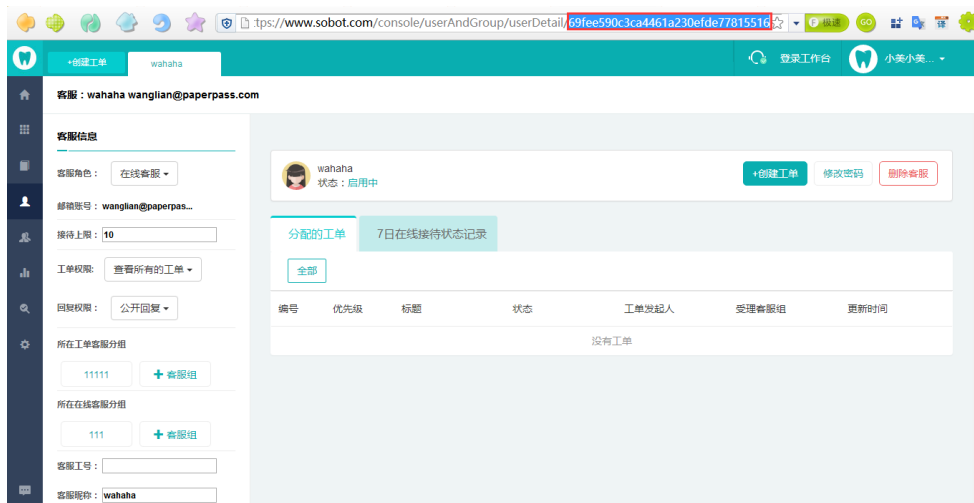 :tps://www.sobot.com/console/userAndGroup/userDetail/69fee590c3ca4461a230efde77815516
极速
GO
译
+创建工单
wahaha
登录工作台
小美小美...
客服：wahaha wanglian@paperpass.com
客服信息
客服角色：
在线客服
邮箱账号：wanglian@paperpas...
接待上限：10
工单权限:
查看所有的工单
回复权限：
公开回复
所在工单客服分组
11111
+ 客服组
所在在线客服分组
111
+ 客服组
客服工号：
客服昵称：wahaha
wahaha
状态：启用中
+创建工单
修改密码
删除客服
分配的工单
7日在线接待状态记录
全部
编号 优先级 标题 状态 工单发起人 受理客服组 更新时间
没有工单